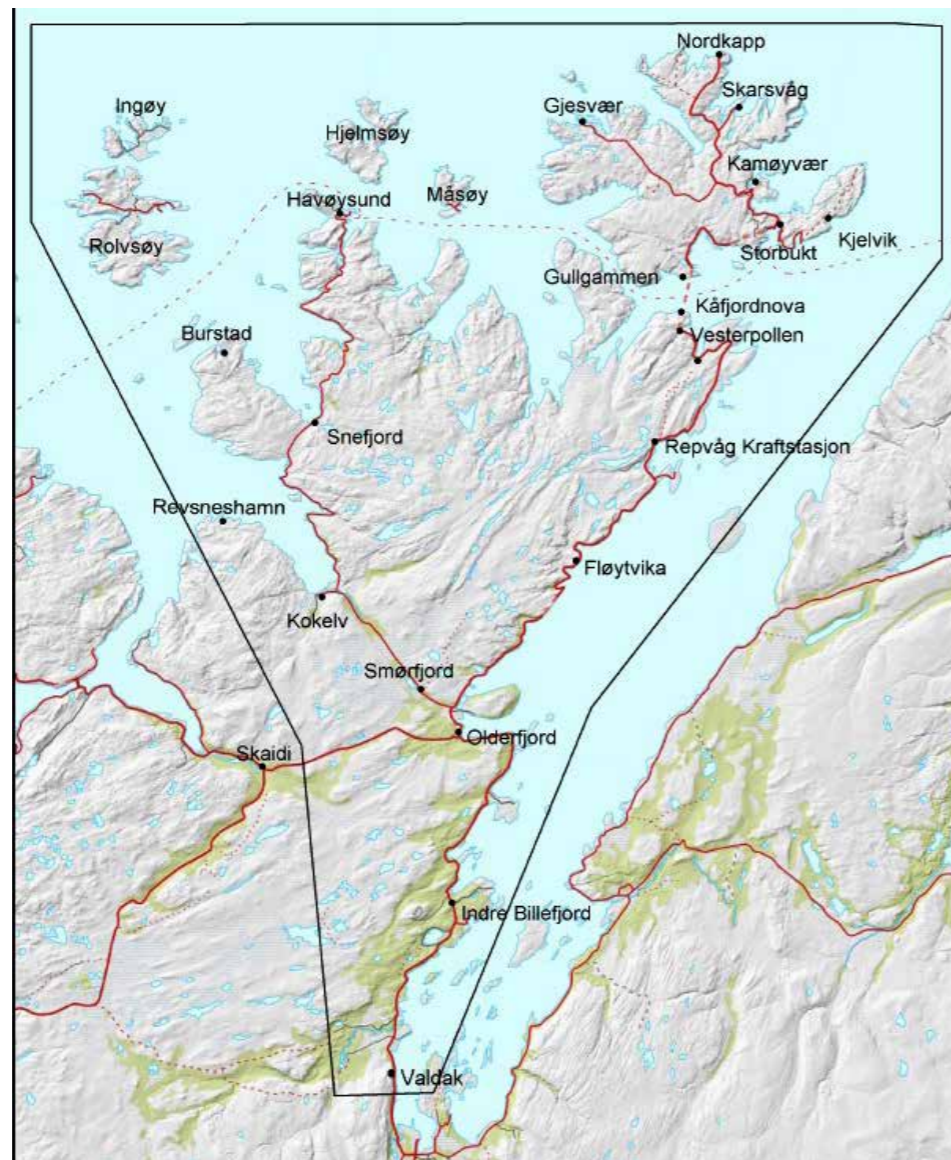 Nordkapp
Skarsvåg
Ingøy
Gjesvær
Hjelmsøy
Kamøyvær
Måsøy
Havøysund
Kjelvik
Rolvsøy
Storbukt
Gullgammen
Kåfjordnova
Burstad
Vesterpollen
Snefjord
Repvåg Kraftstasjon
Revsneshamn
Fløytvika
Kokelv
Smørfjord
Olderfjord
Skaidi
Indre Billefjord
Valdak